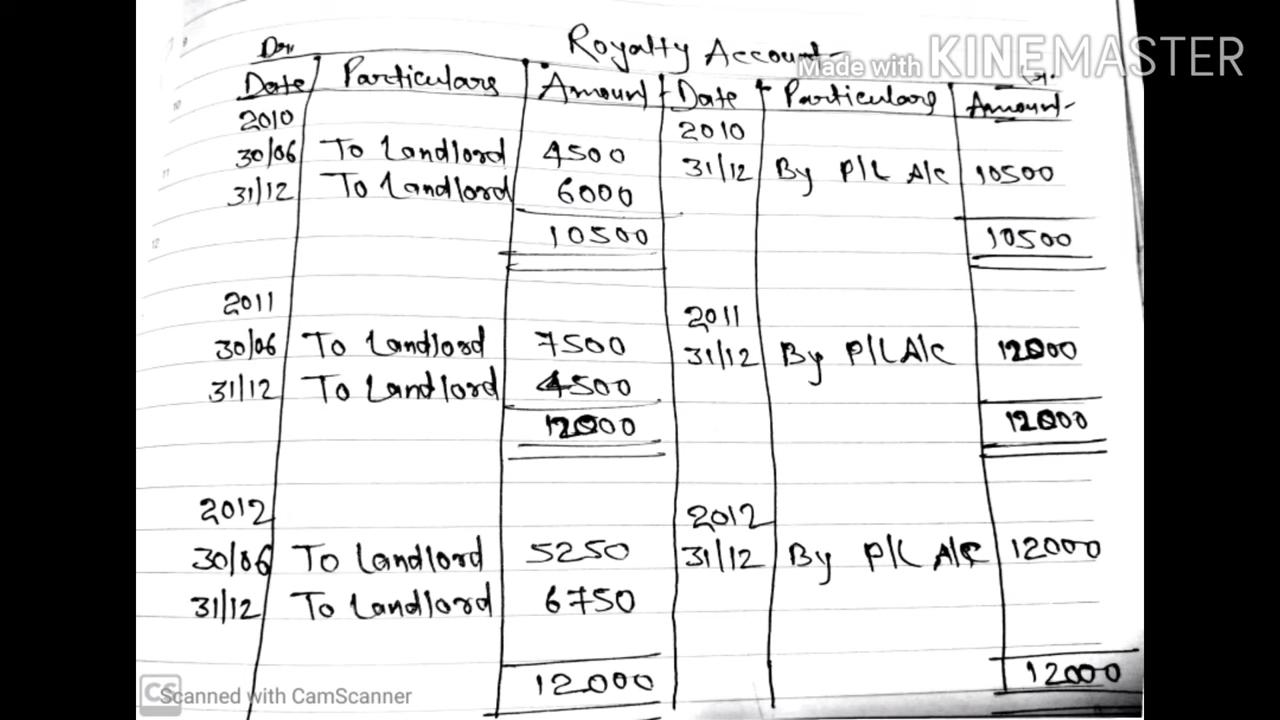 Royalty Account
Made with KINEMASTER
Dr.
Date Particulars Amount Date Particulars Amount
2010 2010
30/06 To Landlord 4500 31/12 By P/L A/c 10500
31/12 To Landlord 6000
10500 10500
2011 2011
30/06 To Landlord 7500 31/12 By P/L A/c 12000
31/12 To Landlord 4500
12000 12000
2012 2012
30/06 To Landlord 5250 31/12 By P/L A/c 12000
31/12 To Landlord 6750
12000 12000
CS Scanned with CamScanner